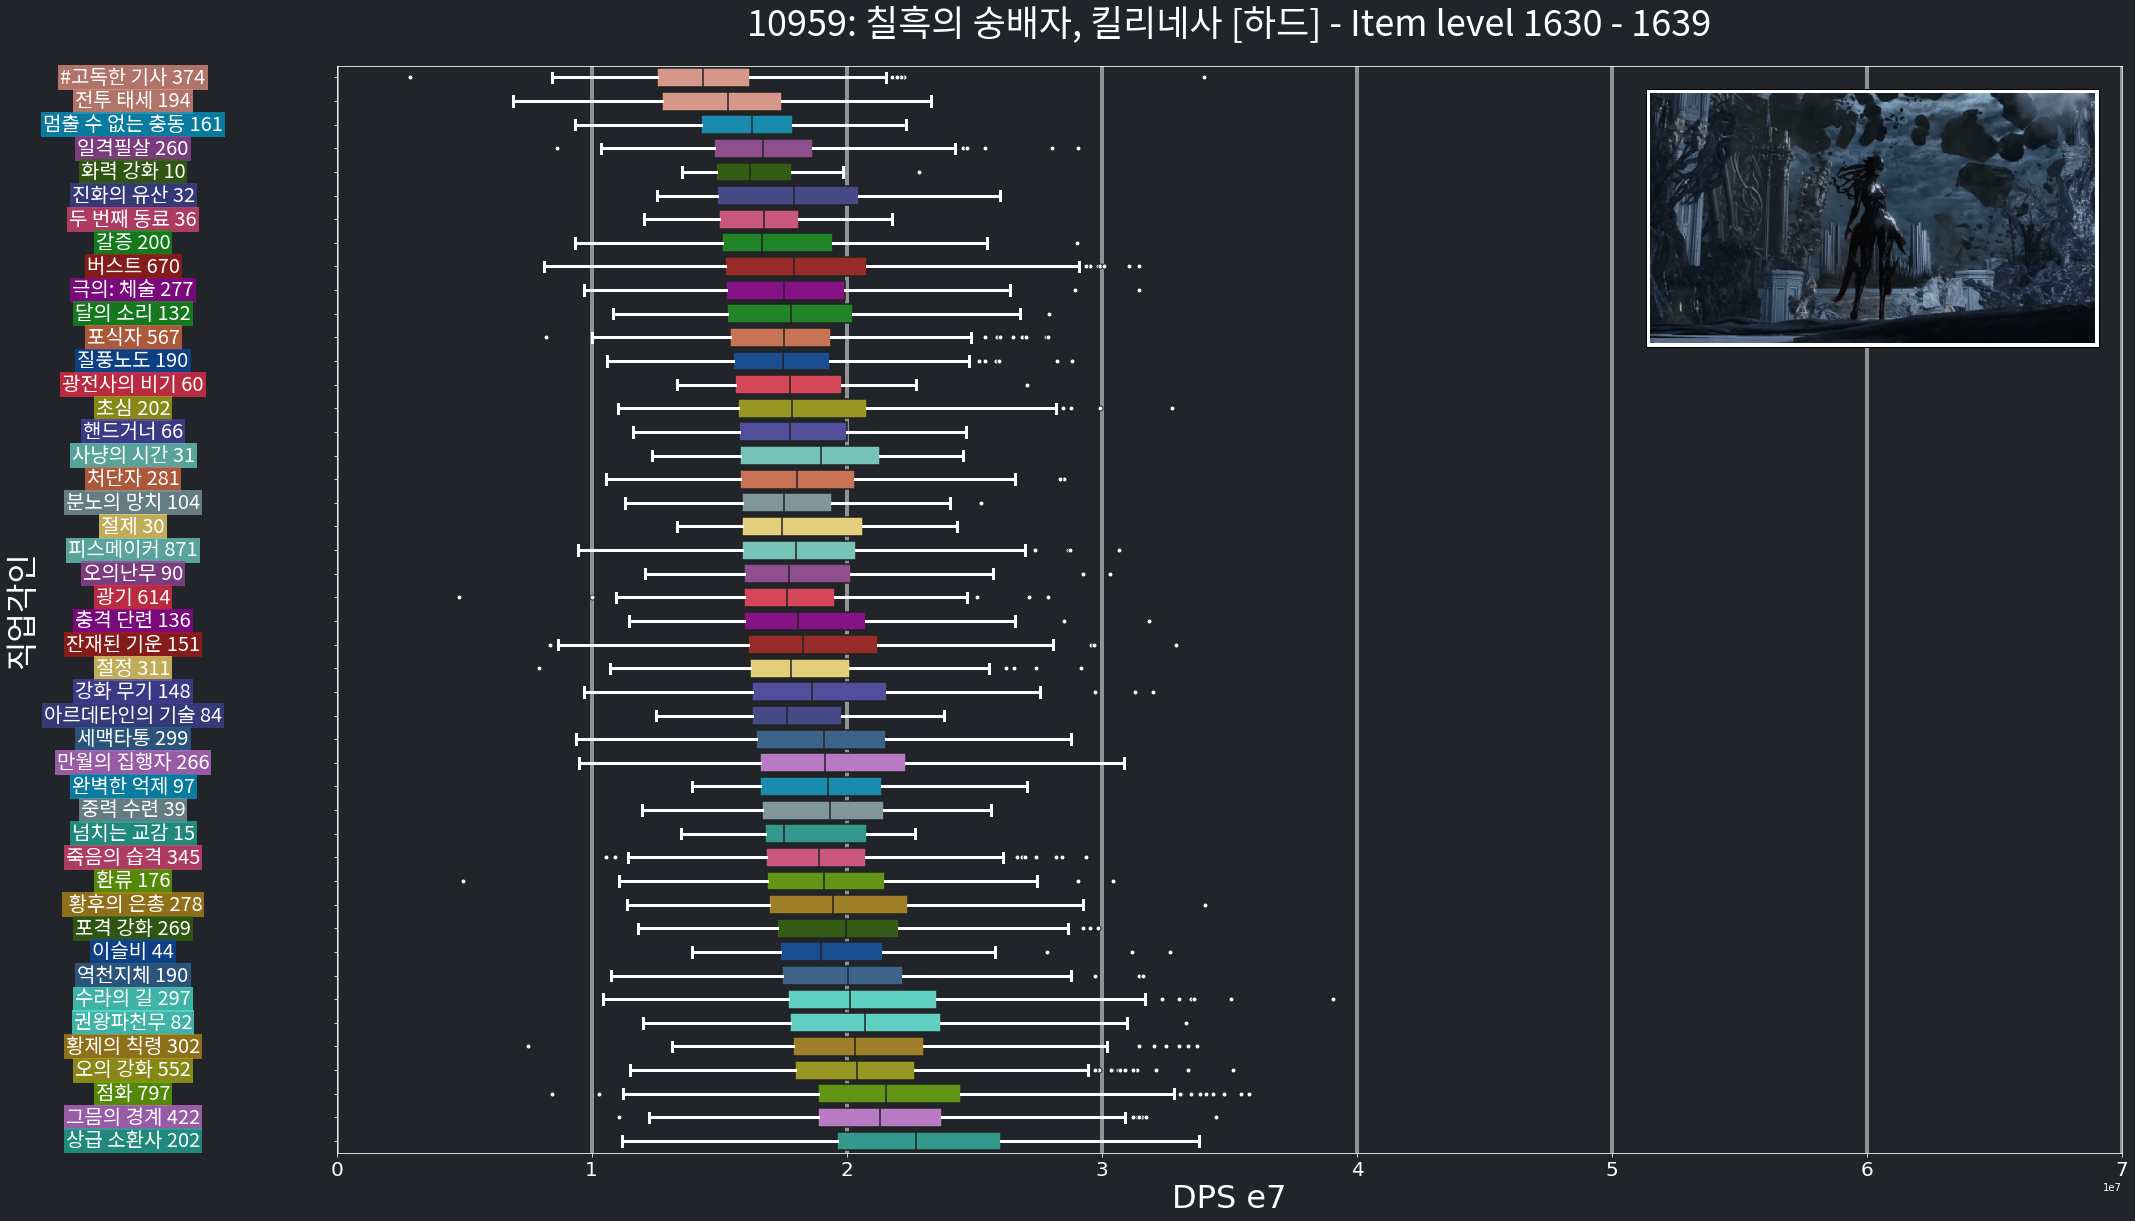 10959: 칠흑의 숭배자, 킬리네사 [하드] - Item level 1630 - 1639
#고독한 기사 374
전투 태세 194
멈출 수 없는 충동 161
일격필살 260
화력 강화 10
진화의 유산 32
두 번째 동료 36
갈증 200
버스트 670
극의: 체술 277
달의 소리 132
포식자 567
질풍노도 190
광전사의 비기 60
초심 202
핸드거너 66
사냥의 시간 31
처단자 281
분노의 망치 104
절제 30
피스메이커 871
오의난무 90
광기 614
충격 단련 136
잔재된 기운 151
절정 311
강화 무기 148
아르데타인의 기술 84
세맥타통 299
만월의 집행자 266
완벽한 억제 97
중력 수련 39
넘치는 교감 15
죽음의 습격 345
환류 176
황후의 은총 278
포격 강화 269
이슬비 44
역천지체 190
수라의 길 297
권왕파천무 82
황제의 칙령 302
오의 강화 552
점화 797
그믐의 경계 422
상급 소환사 202
직업각인
0 1 2 3 4 5 6 7
1e7
DPS e7